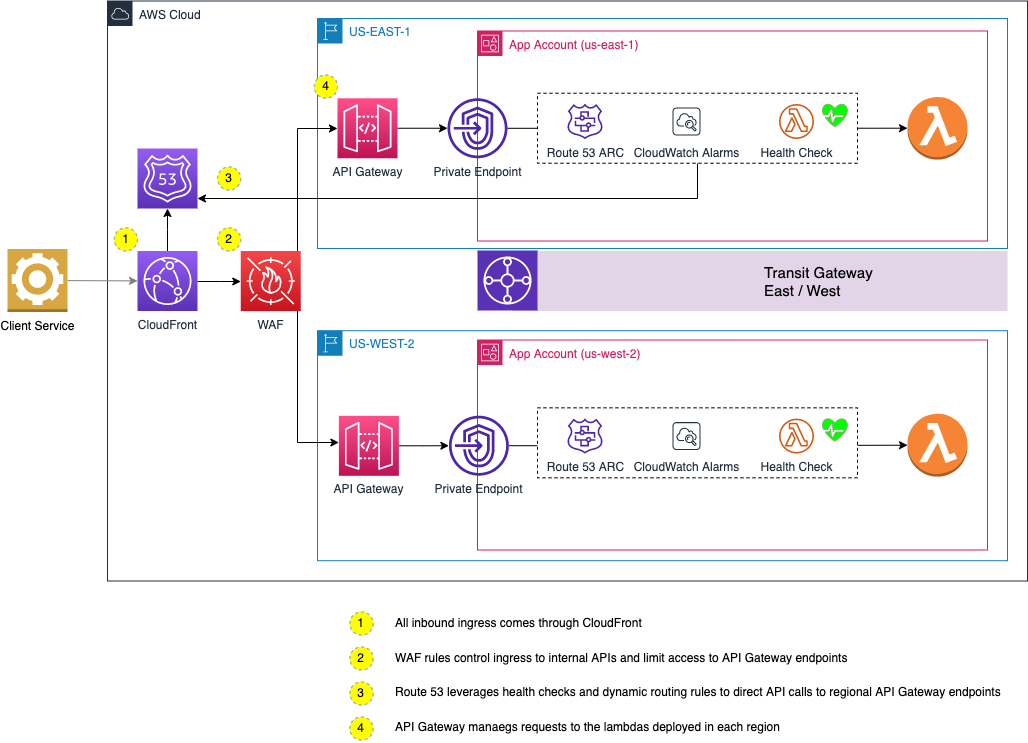 AWS Cloud
US-EAST-1
App Account (us-east-1)
4
API Gateway
Private Endpoint
Route 53 ARC
CloudWatch Alarms
Health Check
53
3
1
2
Client Service
CloudFront
WAF
Transit Gateway
East / West
US-WEST-2
App Account (us-west-2)
API Gateway
Private Endpoint
Route 53 ARC
CloudWatch Alarms
Health Check
1 All inbound ingress comes through CloudFront
2 WAF rules control ingress to internal APIs and limit access to API Gateway endpoints
3 Route 53 leverages health checks and dynamic routing rules to direct API calls to regional API Gateway endpoints
4 API Gateway manaegs requests to the lambdas deployed in each region